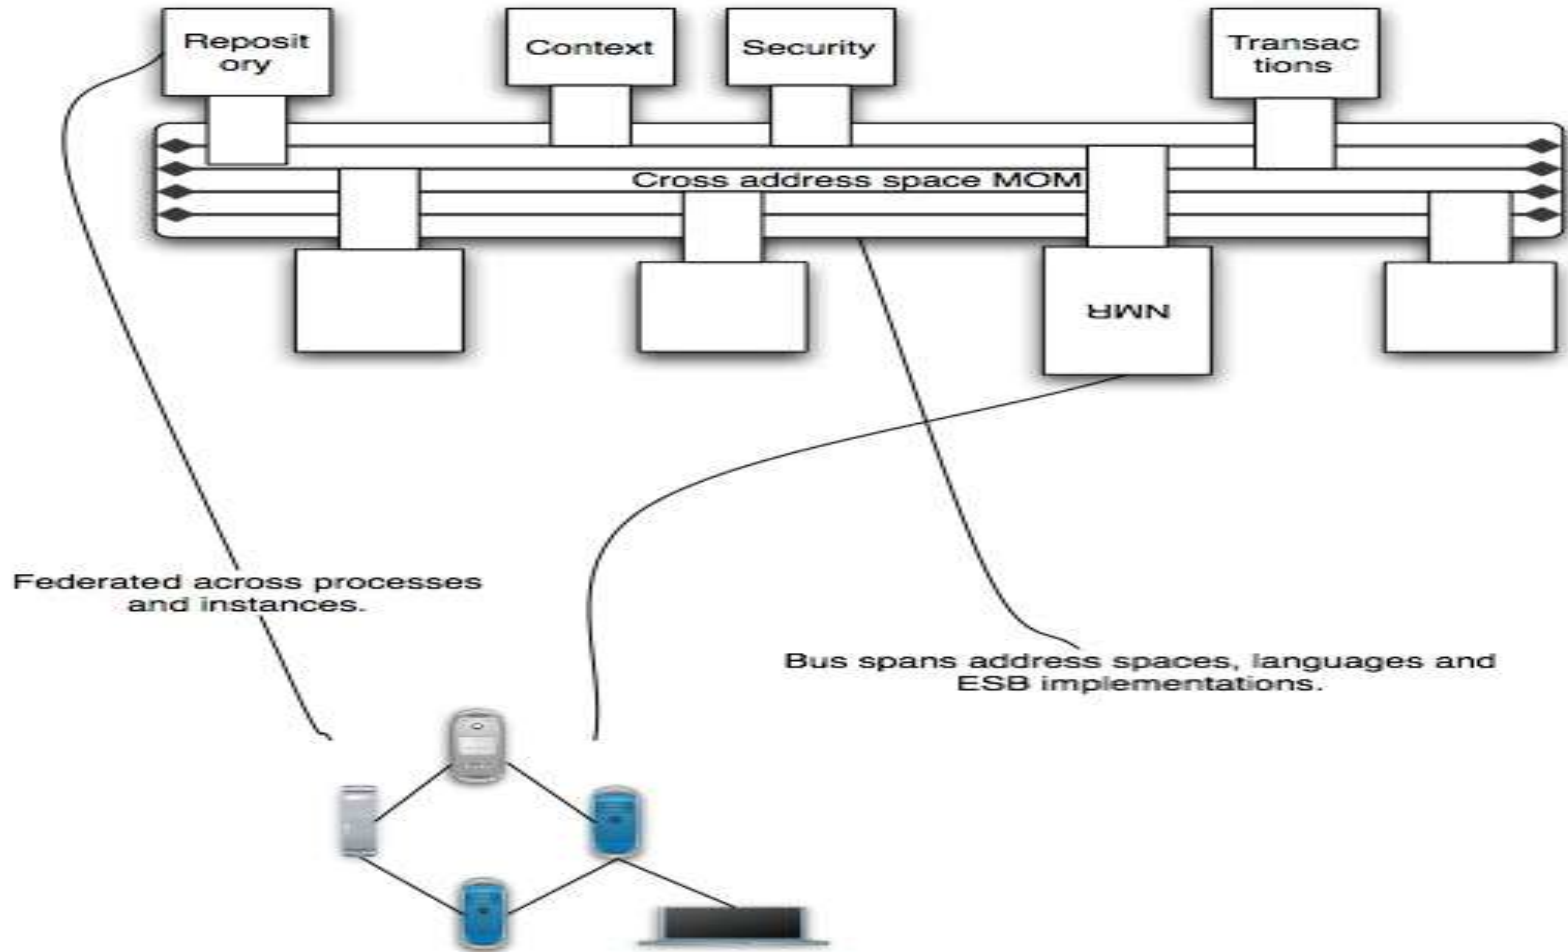 Reposit
ory
Context
Security
Transac
tions
Cross address space MOM
NMR
Federated across processes
and instances.
Bus spans address spaces, languages and
ESB implementations.